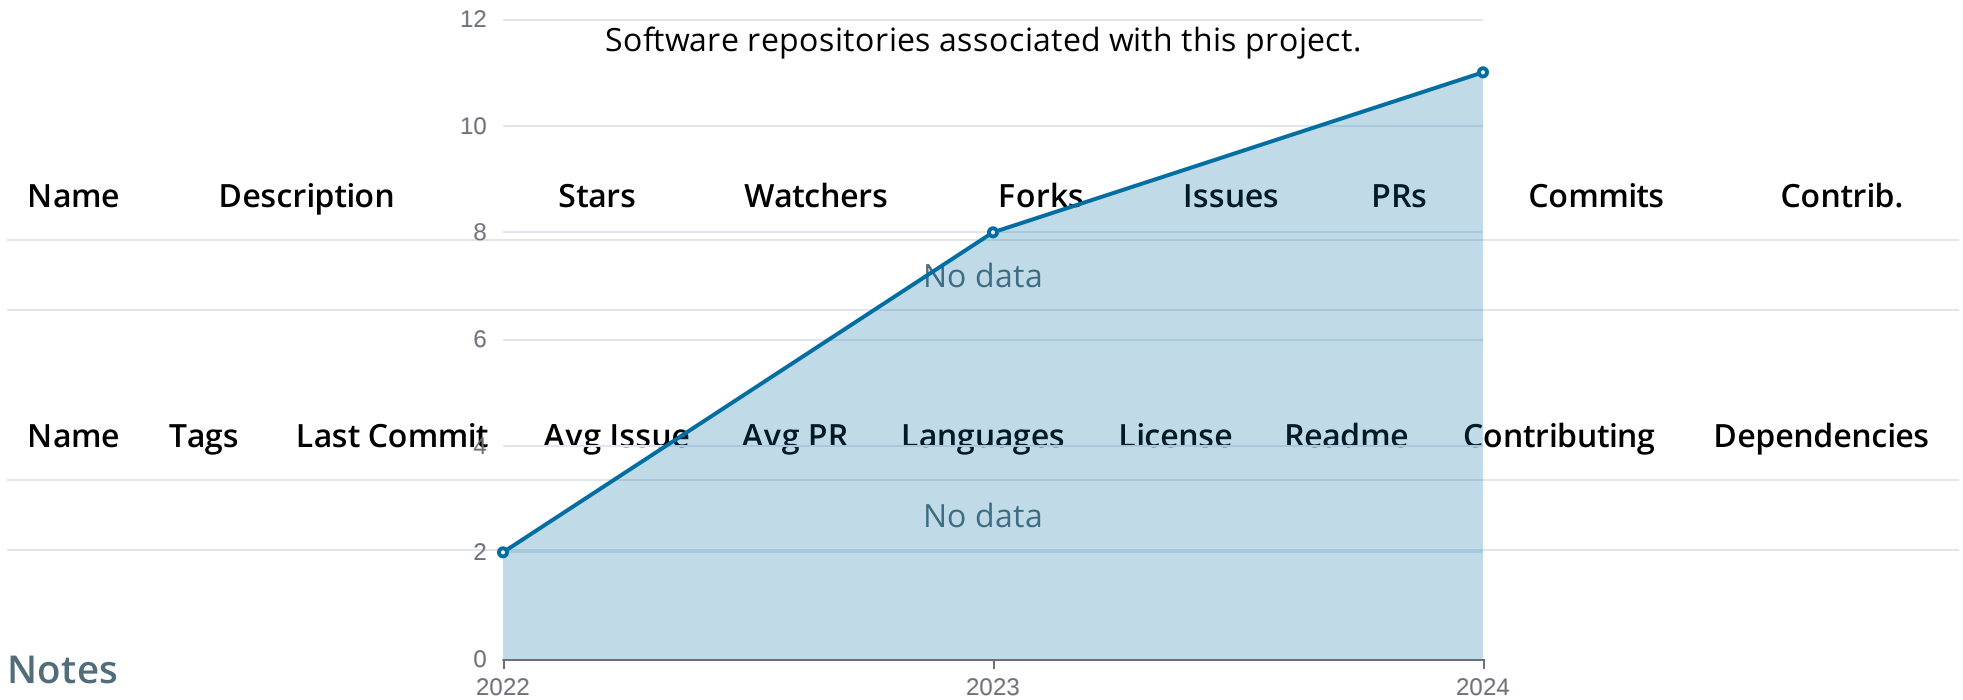 12
Software repositories associated with this project.
10
Name Description Stars Watchers Forks Issues PRs Commits Contrib.
8
No data
6
Name Tags Last Commit Avg Issue Avg PR Languages License Readme Contributing Dependencies
4
No data
2
0
Notes
2022 2023 2024